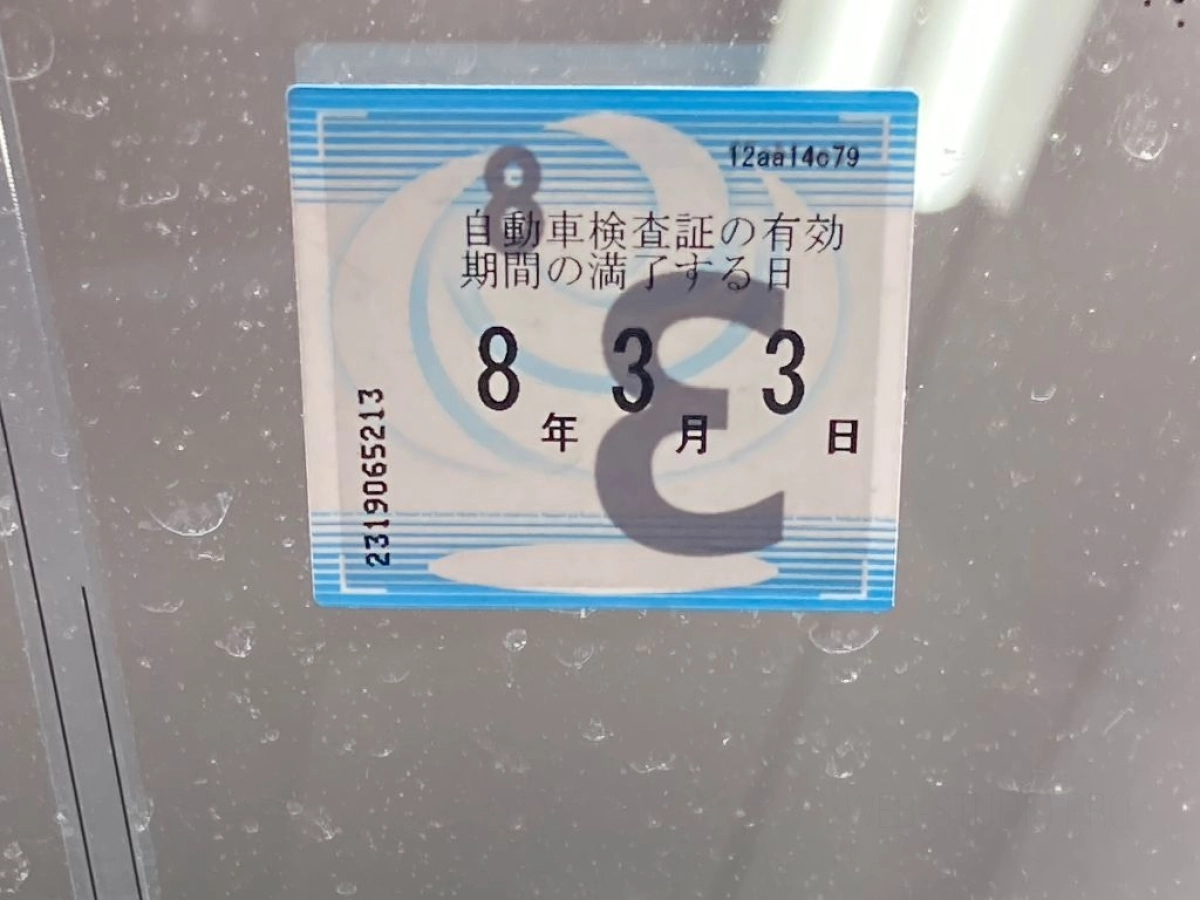 12aa14c79
8
自動車検査証の有効
期間の満了する日
8年3月3日
3
2319065213